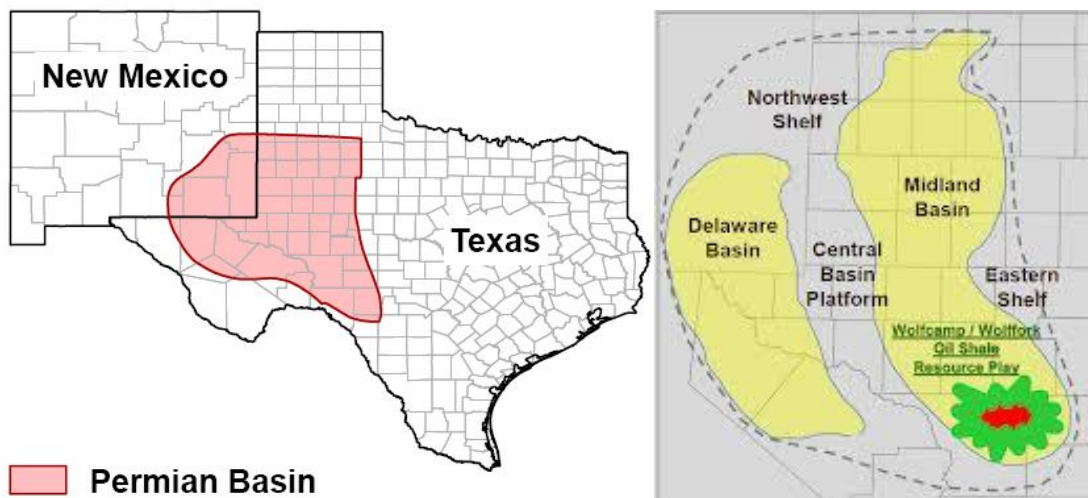 New Mexico
Texas
Permian Basin
Northwest
Shelf
Midland
Basin
Delaware
Basin
Central
Basin
Platform
Eastern
Shelf
Wolfcamp / Wolffork
Oil Shale
Resource Play